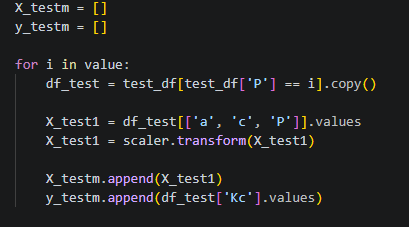 X_testm = []
y_testm = []
for i in value:
df_test = test_df[test_df['P'] == i].copy()
X_test1 = df_test[['a', 'c', 'P']].values
X_test1 = scaler.transform(X_test1)
X_testm.append(X_test1)
y_testm.append(df_test['Kc'].values)